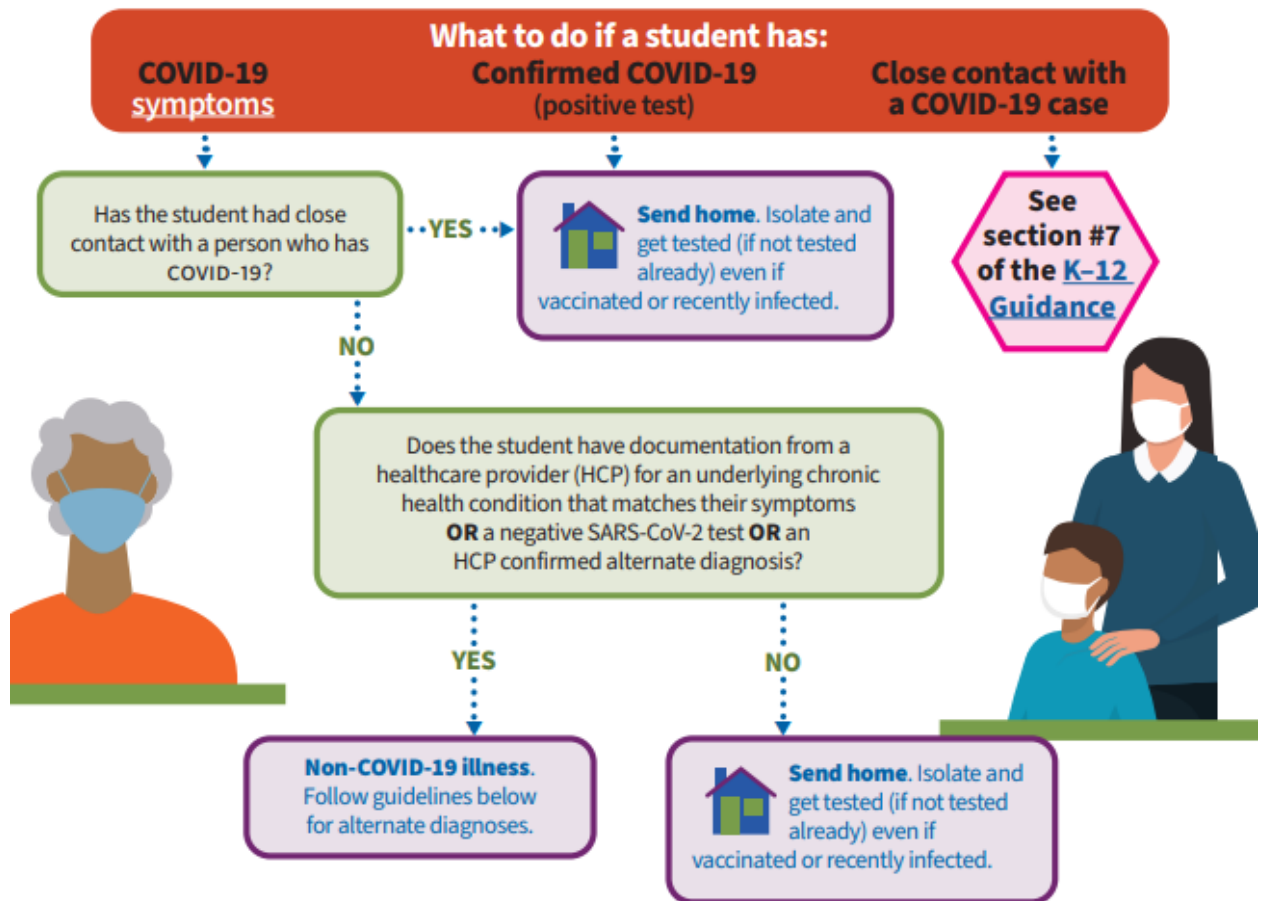 What to do if a student has:
COVID-19
symptoms
Confirmed COVID-19
(positive test)
Close contact with
a COVID-19 case
Has the student had close
contact with a person who has
COVID-19?
YES
Send home. Isolate and
get tested (if not tested
already) even if
vaccinated or recently infected.
See
section #7
of the K–12
Guidance
NO
Does the student have documentation from a
healthcare provider (HCP) for an underlying chronic
health condition that matches their symptoms
OR a negative SARS-CoV-2 test OR an
HCP confirmed alternate diagnosis?
YES
NO
Non-COVID-19 illness.
Follow guidelines below
for alternate diagnoses.
Send home. Isolate and
get tested (if not tested
already) even if
vaccinated or recently infected.